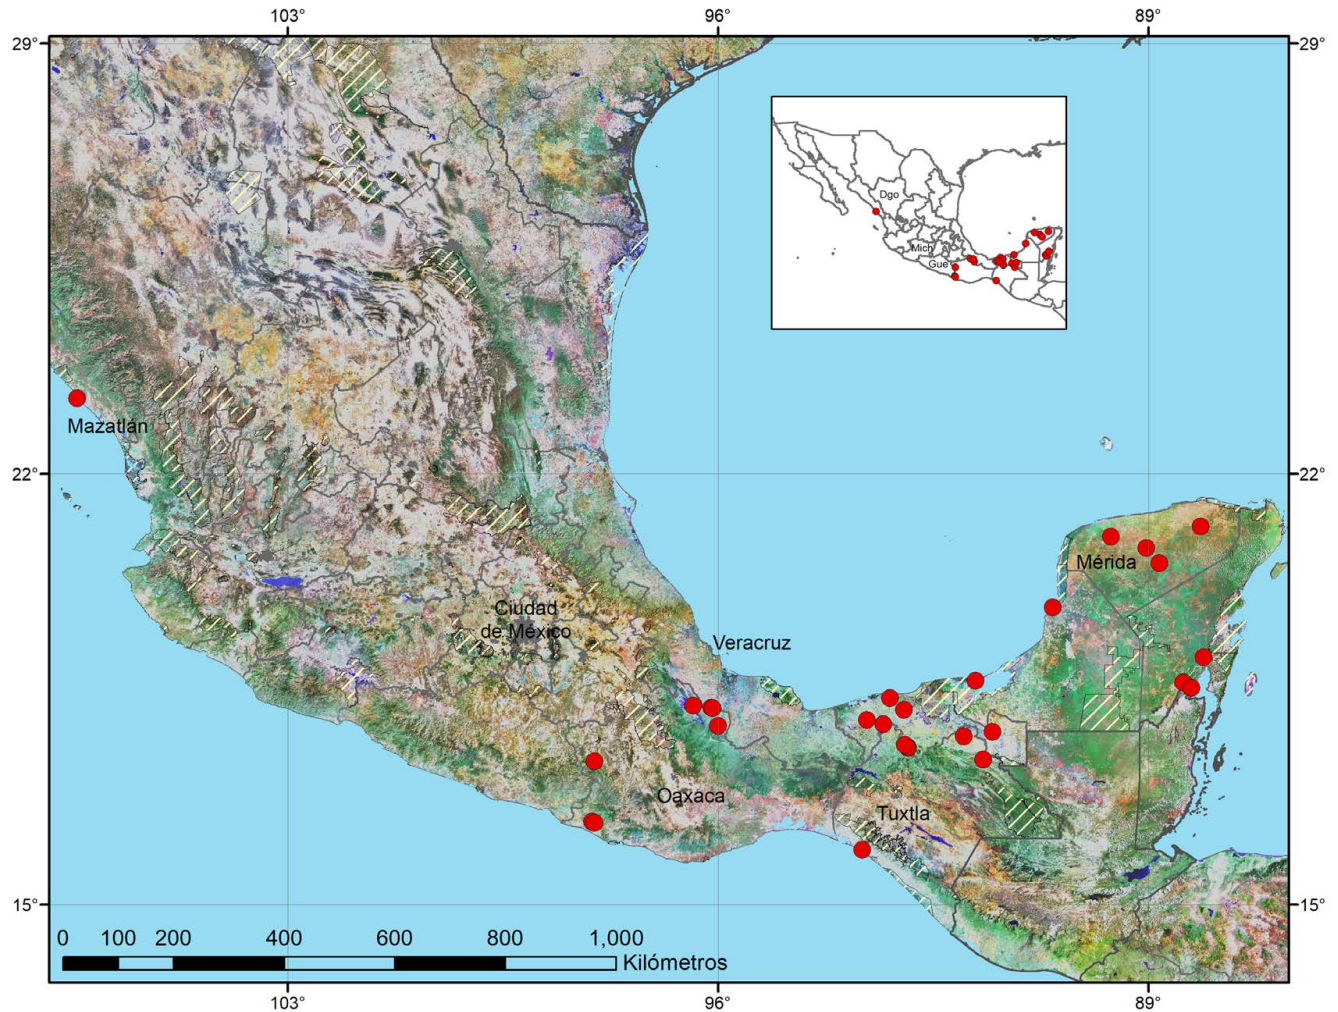 103°
96°
89°
29°
29°
Dgo
Mich
Gue
Mazatlán
22°
22°
Mérida
Ciudad
de México
Veracruz
Oaxaca
Tuxtla
15°
15°
0 100 200 400 600 800 1,000
Kilómetros
103°
96°
89°